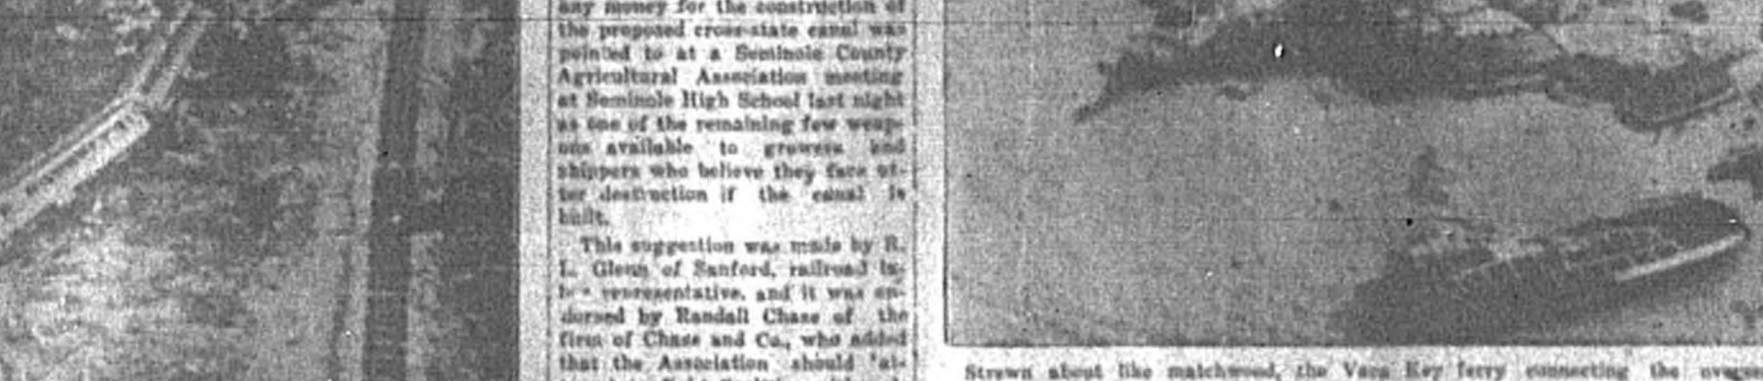 any money for the construction of
the proposed cross-state canal was
pointed to at a Seminole County
Agricultural Association meeting
at Seminole High School last night
as one of the remaining few weap-
ons available to growers and
shippers who believe they face ut-
ter destruction if the canal is
built.
This suggestion was made by R.
L. Glenn of Sanford, railroad la-
bor representative, and it was en-
dorsed by Randall Chase of the
firm of Chase and Co., who added
that the Association should
Strewn about like matchwood, the Vaca Key ferry connecting the